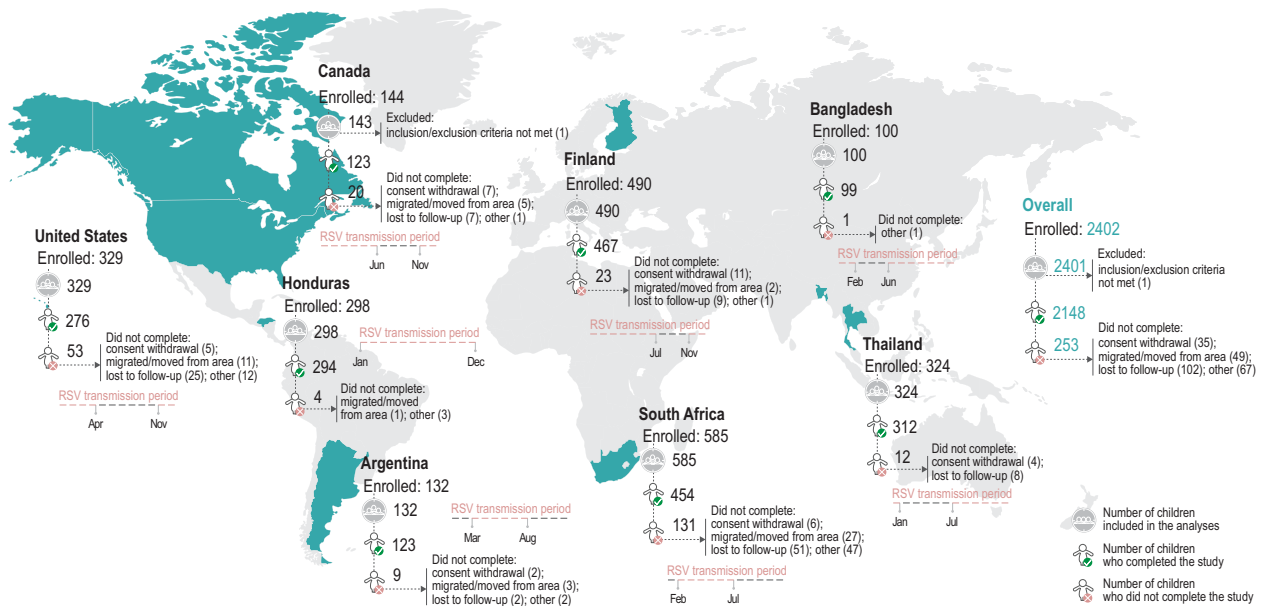 Canada
Enrolled: 144
143
Excluded:
inclusion/exclusion criteria not met (1)
123
20
Did not complete:
consent withdrawal (7);
migrated/moved from area (5);
lost to follow-up (7); other (1)
RSV transmission period
Jun
Nov
United States
Enrolled: 329
329
276
53
Did not complete:
consent withdrawal (5);
migrated/moved from area (11);
lost to follow-up (25); other (12)
RSV transmission period
Apr
Nov
Honduras
Enrolled: 298
298
294
4
Did not complete:
migrated/moved
from area (1); other (3)
RSV transmission period
Jan
Dec
Argentina
Enrolled: 132
132
123
9
Did not complete:
consent withdrawal (2);
migrated/moved from area (3);
lost to follow-up (2); other (2)
RSV transmission period
Mar
Aug
Finland
Enrolled: 490
490
467
23
Did not complete:
consent withdrawal (11);
migrated/moved from area (2);
lost to follow-up (9); other (1)
RSV transmission period
Jul
Nov
South Africa
Enrolled: 585
585
454
131
Did not complete:
consent withdrawal (6);
migrated/moved from area (27);
lost to follow-up (51); other (47)
RSV transmission period
Feb
Jul
Bangladesh
Enrolled: 100
100
99
1
Did not complete:
other (1)
RSV transmission period
Feb
Jun
Thailand
Enrolled: 324
324
312
12
Did not complete:
consent withdrawal (4);
lost to follow-up (8)
RSV transmission period
Jan
Jul
Overall
Enrolled: 2402
2401
Excluded:
inclusion/exclusion criteria
not met (1)
2148
253
Did not complete:
consent withdrawal (35);
migrated/moved from area (49);
lost to follow-up (102); other (67)
Number of children
included in the analyses
Number of children
who completed the study
Number of children
who did not complete the study